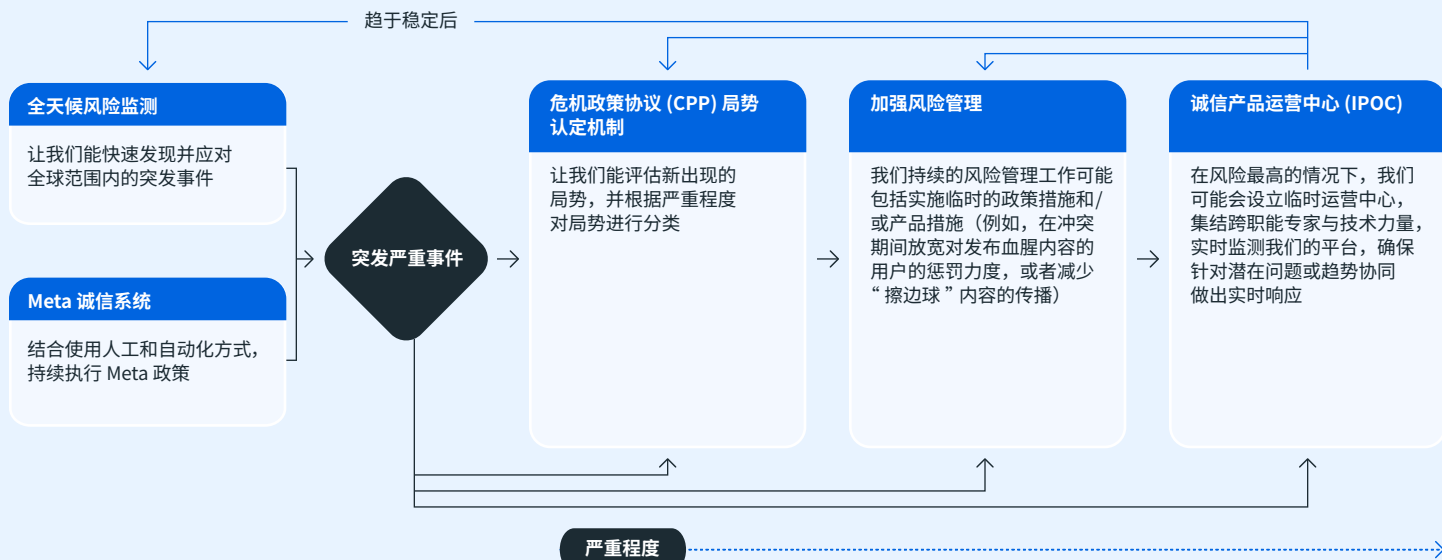 趋于稳定后
全天候风险监测
让我们能快速发现并应对
全球范围内的突发事件
Meta 诚信系统
结合使用人工和自动化方式，
持续执行 Meta 政策
突发严重事件
危机政策协议 (CPP) 局势
认定机制
让我们能评估新出现的
局势，并根据严重程度
对局势进行分类
加强风险管理
我们持续的风险管理工作可能
包括实施临时的政策措施和/
或产品措施（例如，在冲突
期间放宽对发布血腥内容的
用户的惩罚力度，或者减少
“擦边球”内容的传播）
诚信产品运营中心 (IPOC)
在风险最高的情况下，我们
可能会设立临时运营中心，
集结跨职能专家与技术力量，
实时监测我们的平台，确保
针对潜在问题或趋势协同
做出实时响应
严重程度